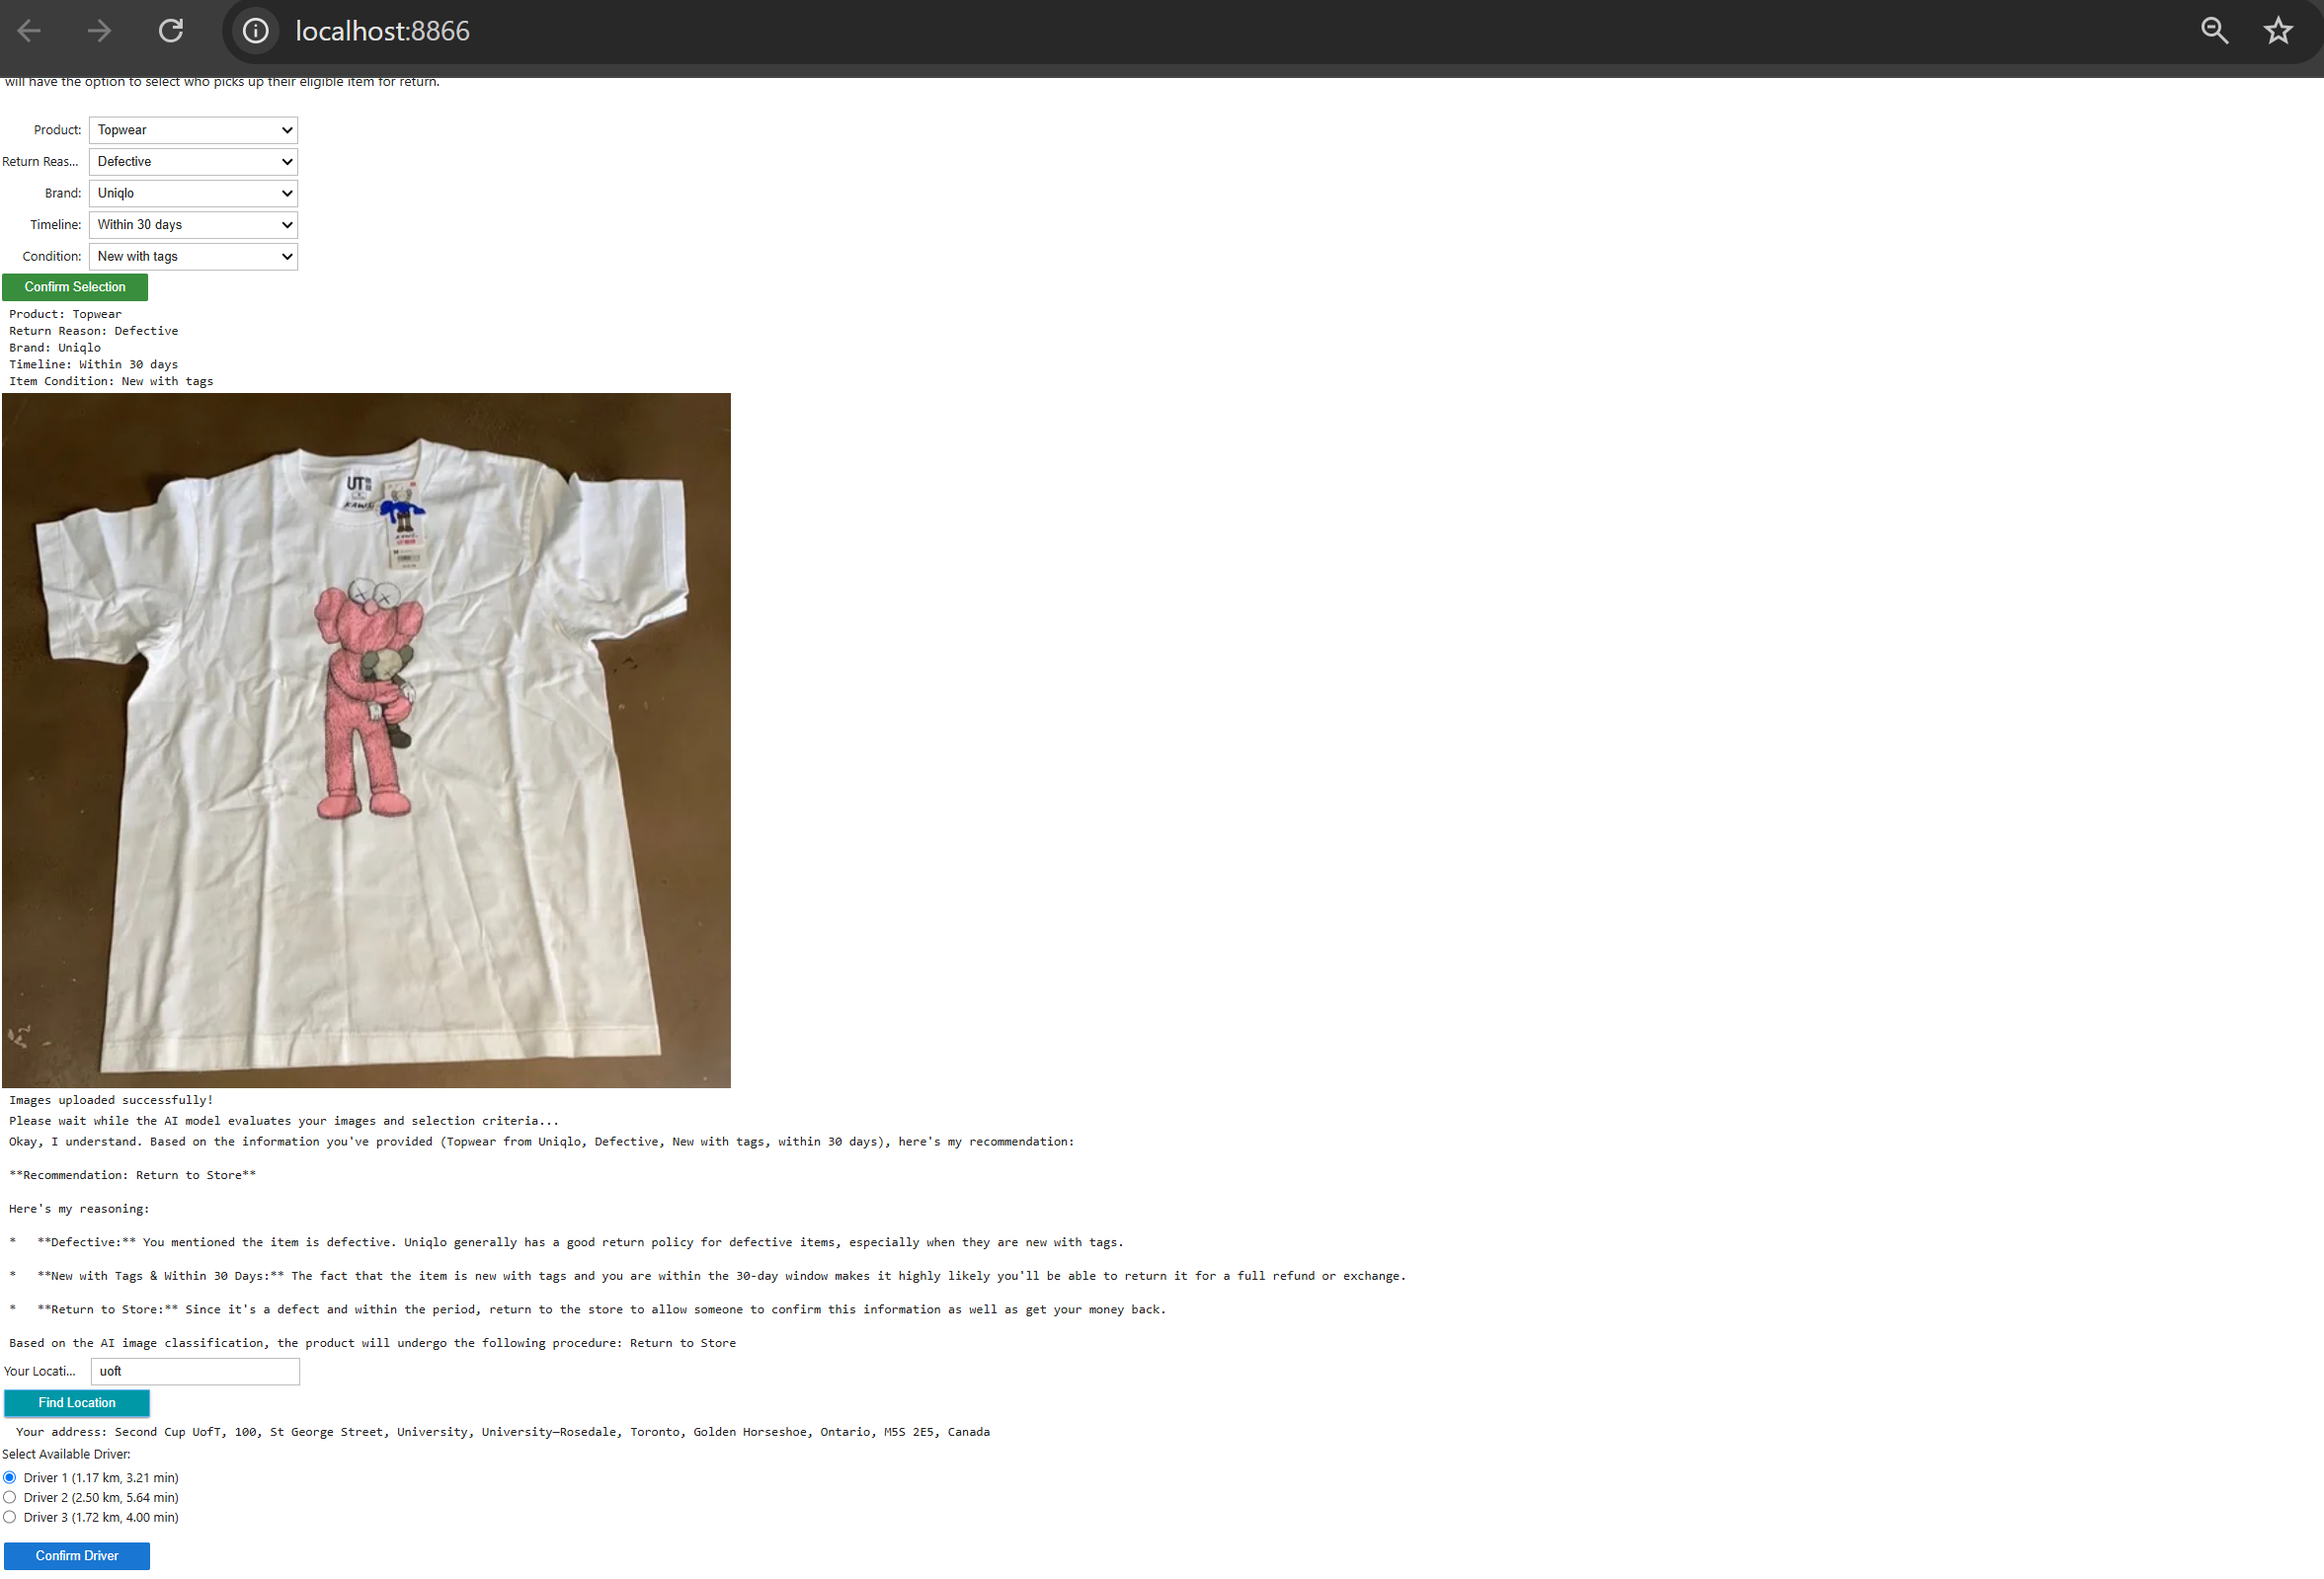 localhost:8866
will have the option to select who picks up their eligible item for return.
Product: Topwear
Return Reas... Defective
Brand: Uniqlo
Timeline: Within 30 days
Condition: New with tags
Confirm Selection
Product: Topwear
Return Reason: Defective
Brand: Uniqlo
Timeline: Within 30 days
Item Condition: New with tags
UT
KAWS
Images uploaded successfully!
Please wait while the AI model evaluates your images and selection criteria...
Okay, I understand. Based on the information you've provided (Topwear from Uniqlo, Defective, New with tags, within 30 days), here's my recommendation:
**Recommendation: Return to Store**
Here's my reasoning:
*   **Defective:** You mentioned the item is defective. Uniqlo generally has a good return policy for defective items, especially when they are new with tags.
*   **New with Tags & Within 30 Days:** The fact that the item is new with tags and you are within the 30-day window makes it highly likely you'll be able to return it for a full refund or exchange.
*   **Return to Store:** Since it's a defect and within the period, return to the store to allow someone to confirm this information as well as get your money back.
Based on the AI image classification, the product will undergo the following procedure: Return to Store
Your Locati... uoft
Find Location
Your address: Second Cup UofT, 100, St George Street, University, University—Rosedale, Toronto, Golden Horseshoe, Ontario, M5S 2E5, Canada
Select Available Driver:
Driver 1 (1.17 km, 3.21 min)
Driver 2 (2.50 km, 5.64 min)
Driver 3 (1.72 km, 4.00 min)
Confirm Driver